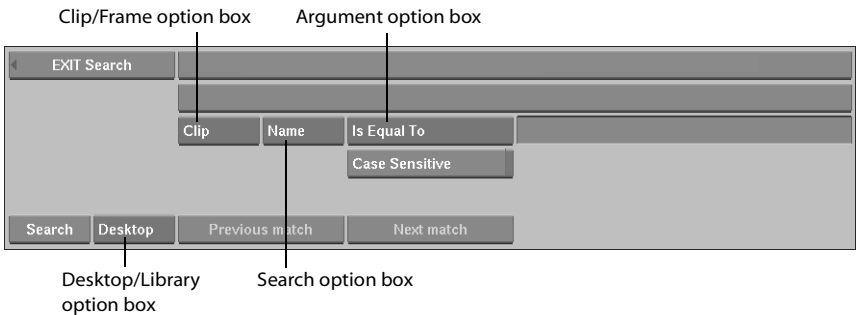 Clip/Frame option box
Argument option box
EXIT Search
Clip
Name
Is Equal To
Case Sensitive
Search
Desktop
Previous match
Next match
Desktop/Library
option box
Search option box